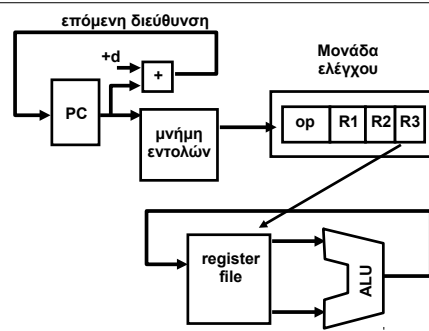 επόμενη διεύθυνση
+d
+
PC
μνήμη
εντολών
Μονάδα
ελέγχου
op R1 R2 R3
register
file
ALU